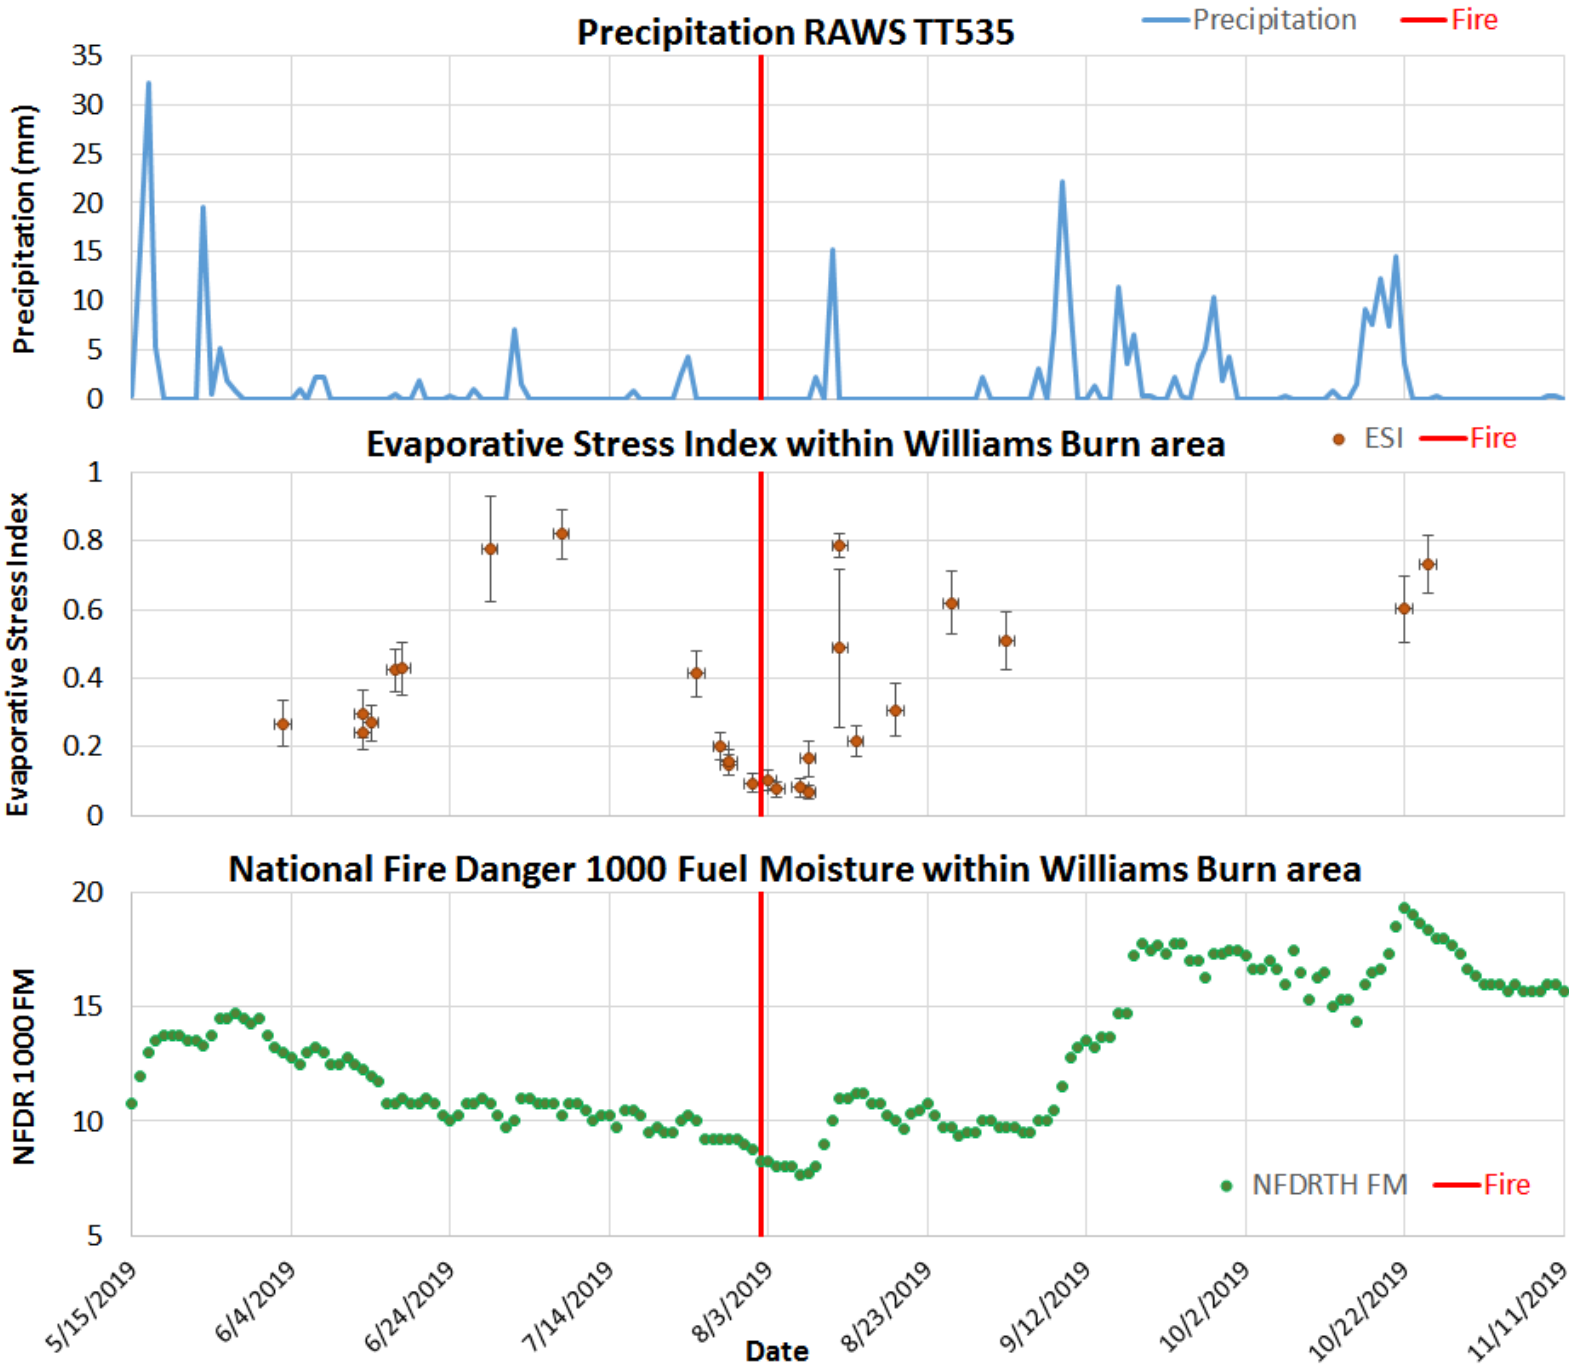 Precipitation RAWS TT535
Precipitation
Fire
Precipitation (mm)
35
30
25
20
15
10
5
0
Evaporative Stress Index within Williams Burn area
ESI
Fire
Evaporative Stress Index
1
0.8
0.6
0.4
0.2
0
National Fire Danger 1000 Fuel Moisture within Williams Burn area
NFDR 1000 FM
20
15
10
5
NFDRTH FM
Fire
5/15/2019
6/4/2019
6/24/2019
7/14/2019
8/3/2019
8/23/2019
9/12/2019
10/2/2019
10/22/2019
11/11/2019
Date